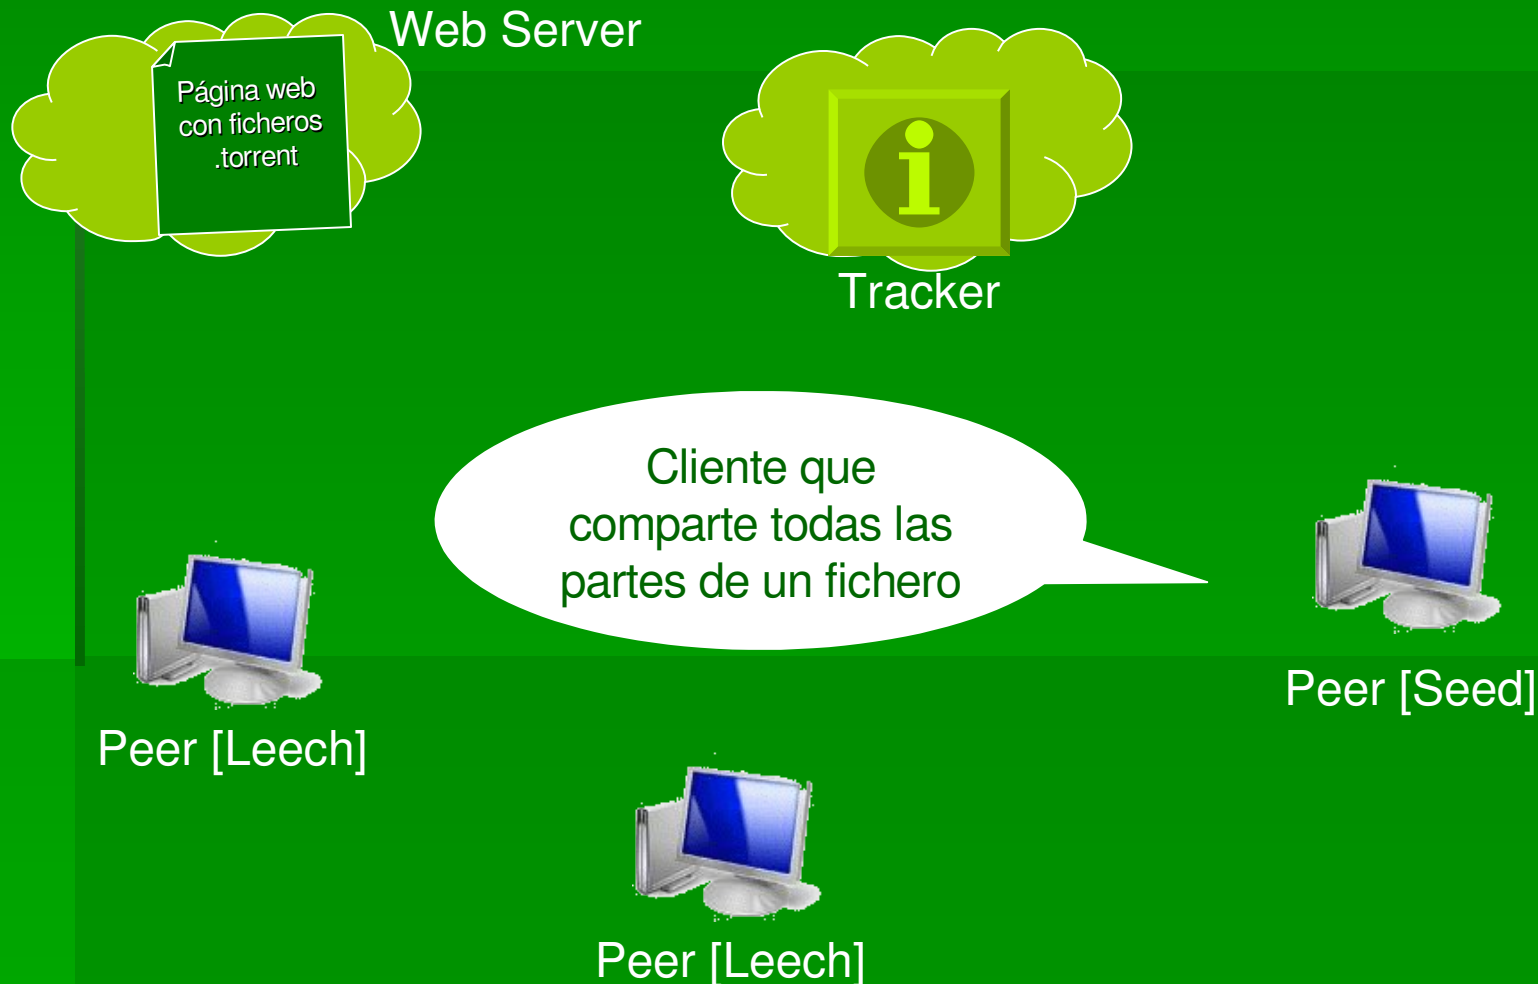 Web Server
Página web
con ficheros
.torrent
Tracker
Cliente que
comparte todas las
partes de un fichero
Peer [Seed]
Peer [Leech]
Peer [Leech]